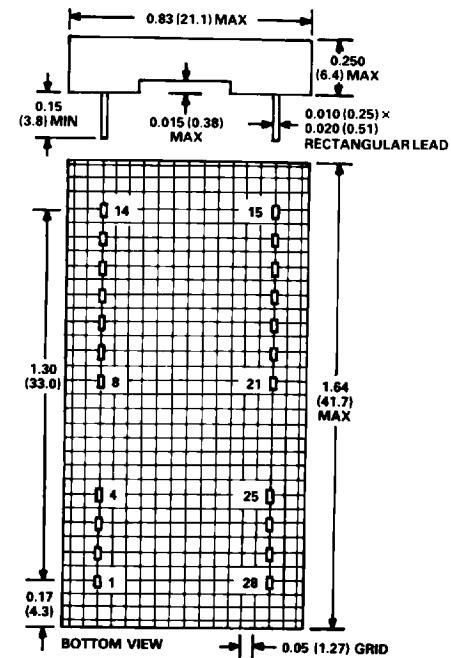 0.83 (21.1) MAX
0.250
(6.4) MAX
0.15
(3.8) MIN
0.015 (0.38)
MAX
0.010 (0.25) ×
0.020 (0.51)
RECTANGULAR LEAD
14
15
1.30
(33.0)
8
21
1.64
(41.7)
MAX
4
25
1
28
0.17
(4.3)
BOTTOM VIEW
0.05 (1.27) GRID